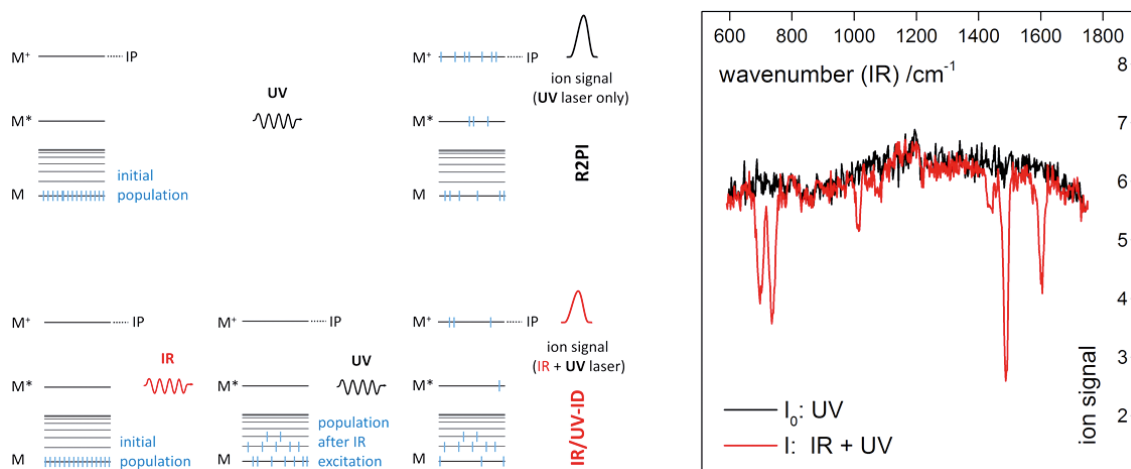 M⁺
IP
UV
M*
initial
M
population
M⁺
IP
ion signal
(UV laser only)
M*
M
R2PI
M⁺
IP
IR
M*
initial
M
population
M⁺
IP
UV
M*
population
after IR
M
excitation
M⁺
IP
ion signal
(IR + UV laser)
M*
M
IR/UV-ID
600 800 1000 1200 1400 1600 1800
wavenumber (IR) /cm⁻¹
8
7
6
5
4
3
2
ion signal
I₀: UV
I: IR + UV